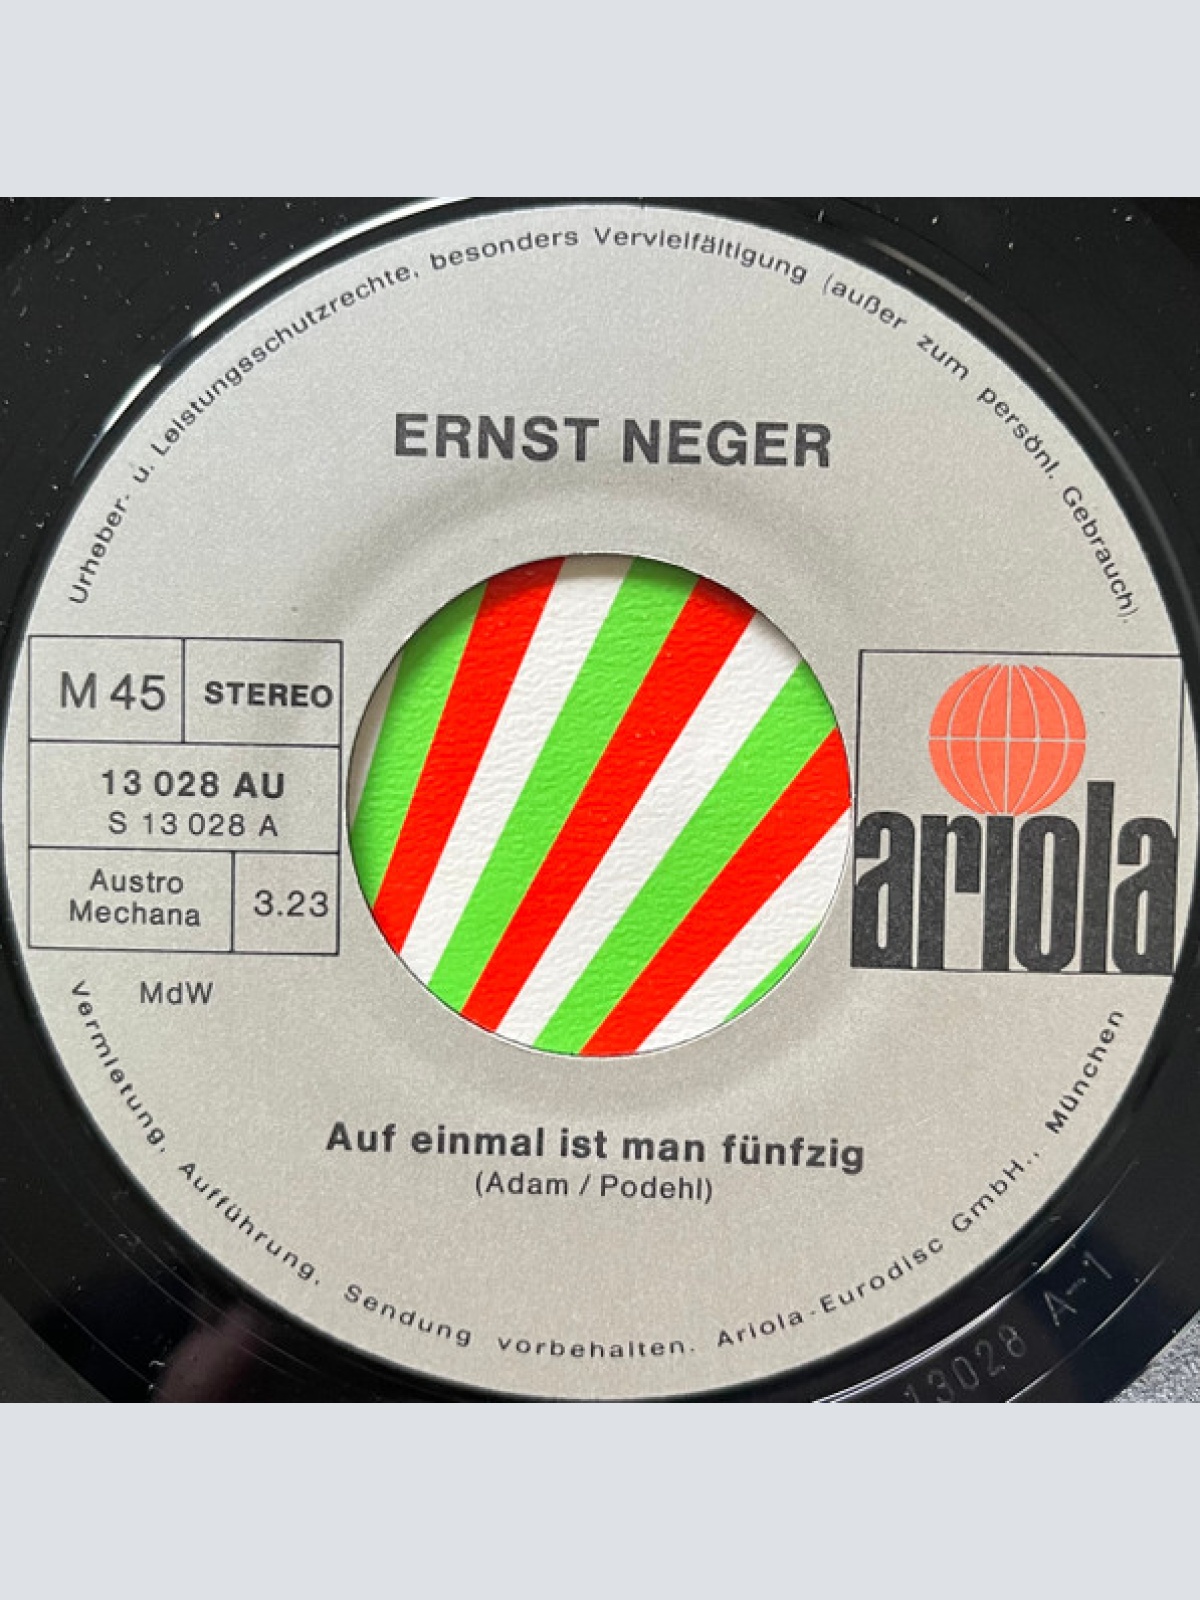 Urheber- u. Leistungsschutzrechte, besonders Vervielfältigung (außer zum persönl. Gebrauch).
ERNST NEGER
M 45
STEREO
13 028 AU
S 13 028 A
Austro
Mechana
3.23
MdW
ariola
Auf einmal ist man fünfzig
(Adam / Podehl)
Vermietung, Aufführung, Sendung vorbehalten. Ariola-Eurodisc GmbH., München
13028 A-1